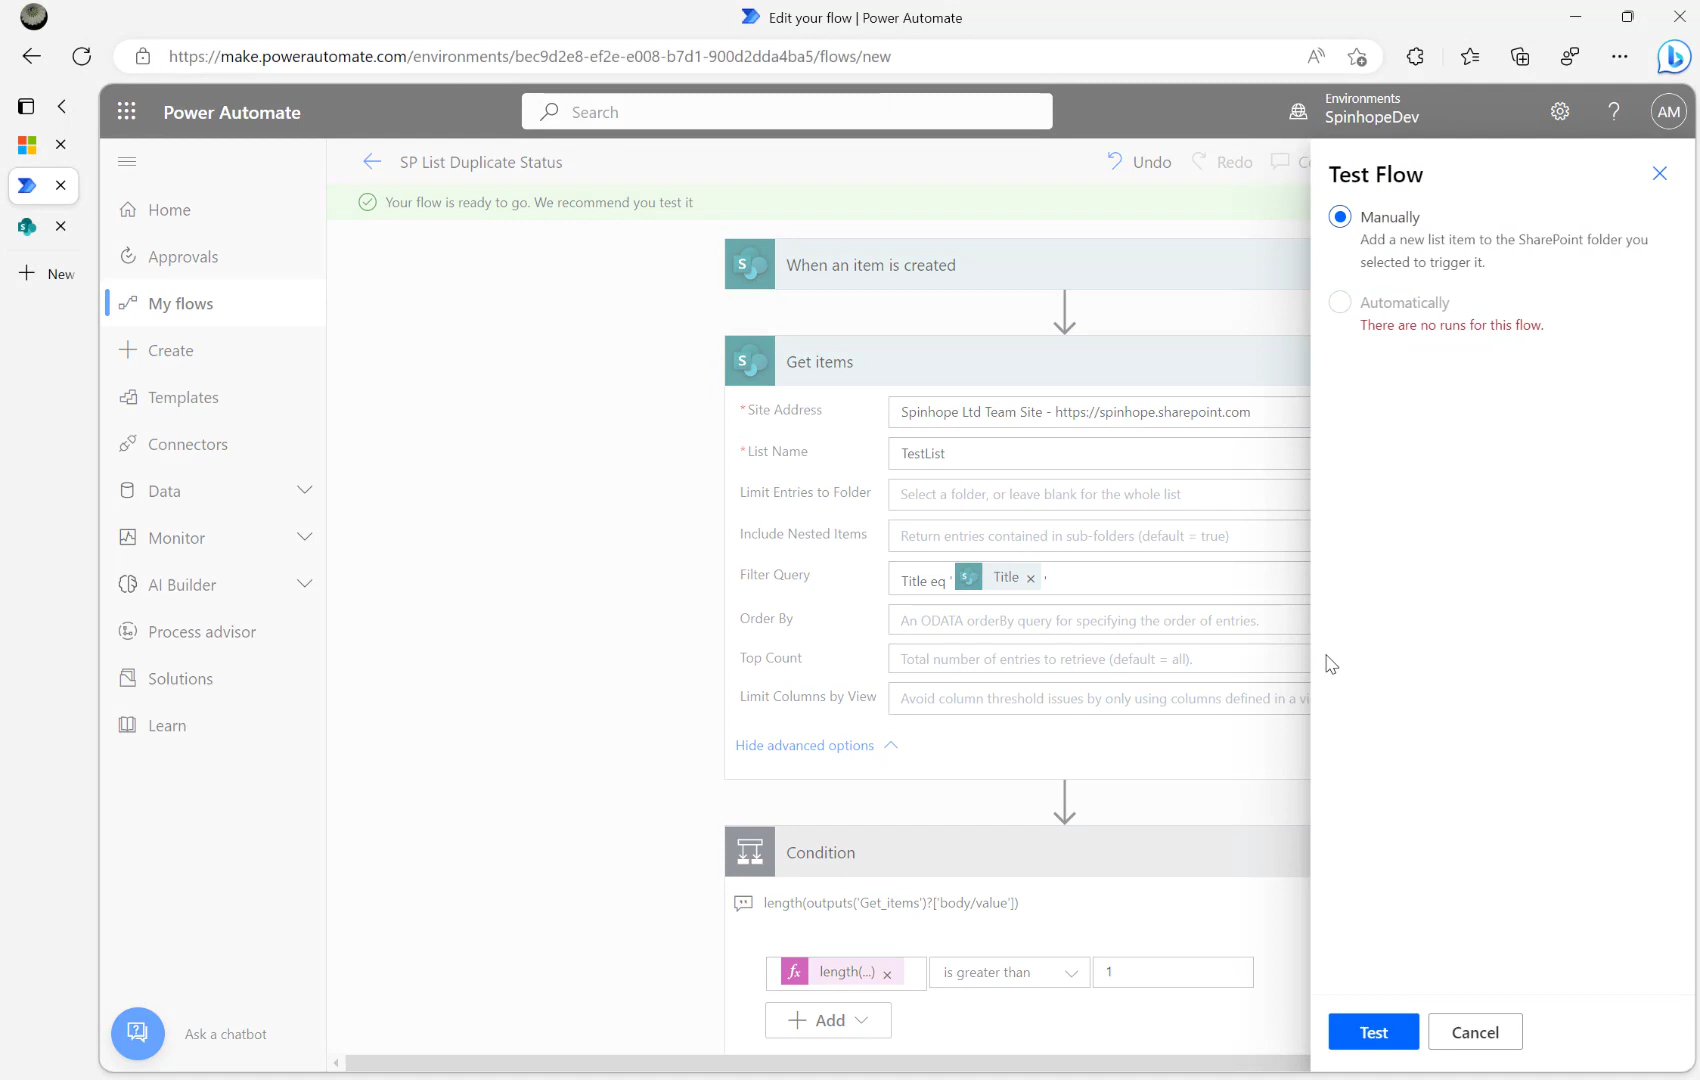 Edit your flow | Power Automate
https://make.powerautomate.com/environments/bec9d2e8-ef2e-e008-b7d1-900d2dda4ba5/flows/new
New
Power Automate
Search
Environments
SpinhopeDev
AM
Home
Approvals
My flows
Create
Templates
Connectors
Data
Monitor
AI Builder
Process advisor
Solutions
Learn
Ask a chatbot
SP List Duplicate Status
Undo
Redo
Your flow is ready to go. We recommend you test it
When an item is created
Get items
* Site Address
Spinhope Ltd Team Site - https://spinhope.sharepoint.com
* List Name
TestList
Limit Entries to Folder
Select a folder, or leave blank for the whole list
Include Nested Items
Return entries contained in sub-folders (default = true)
Filter Query
Title eq ' Title × '
Order By
An ODATA orderBy query for specifying the order of entries.
Top Count
Total number of entries to retrieve (default = all).
Limit Columns by View
Avoid column threshold issues by only using columns defined in a
Hide advanced options
Condition
length(outputs('Get_items')?['body/value'])
fx length(...) ×
is greater than
1
Add
Test Flow
Manually
Add a new list item to the SharePoint folder you
selected to trigger it.
Automatically
There are no runs for this flow.
Test
Cancel